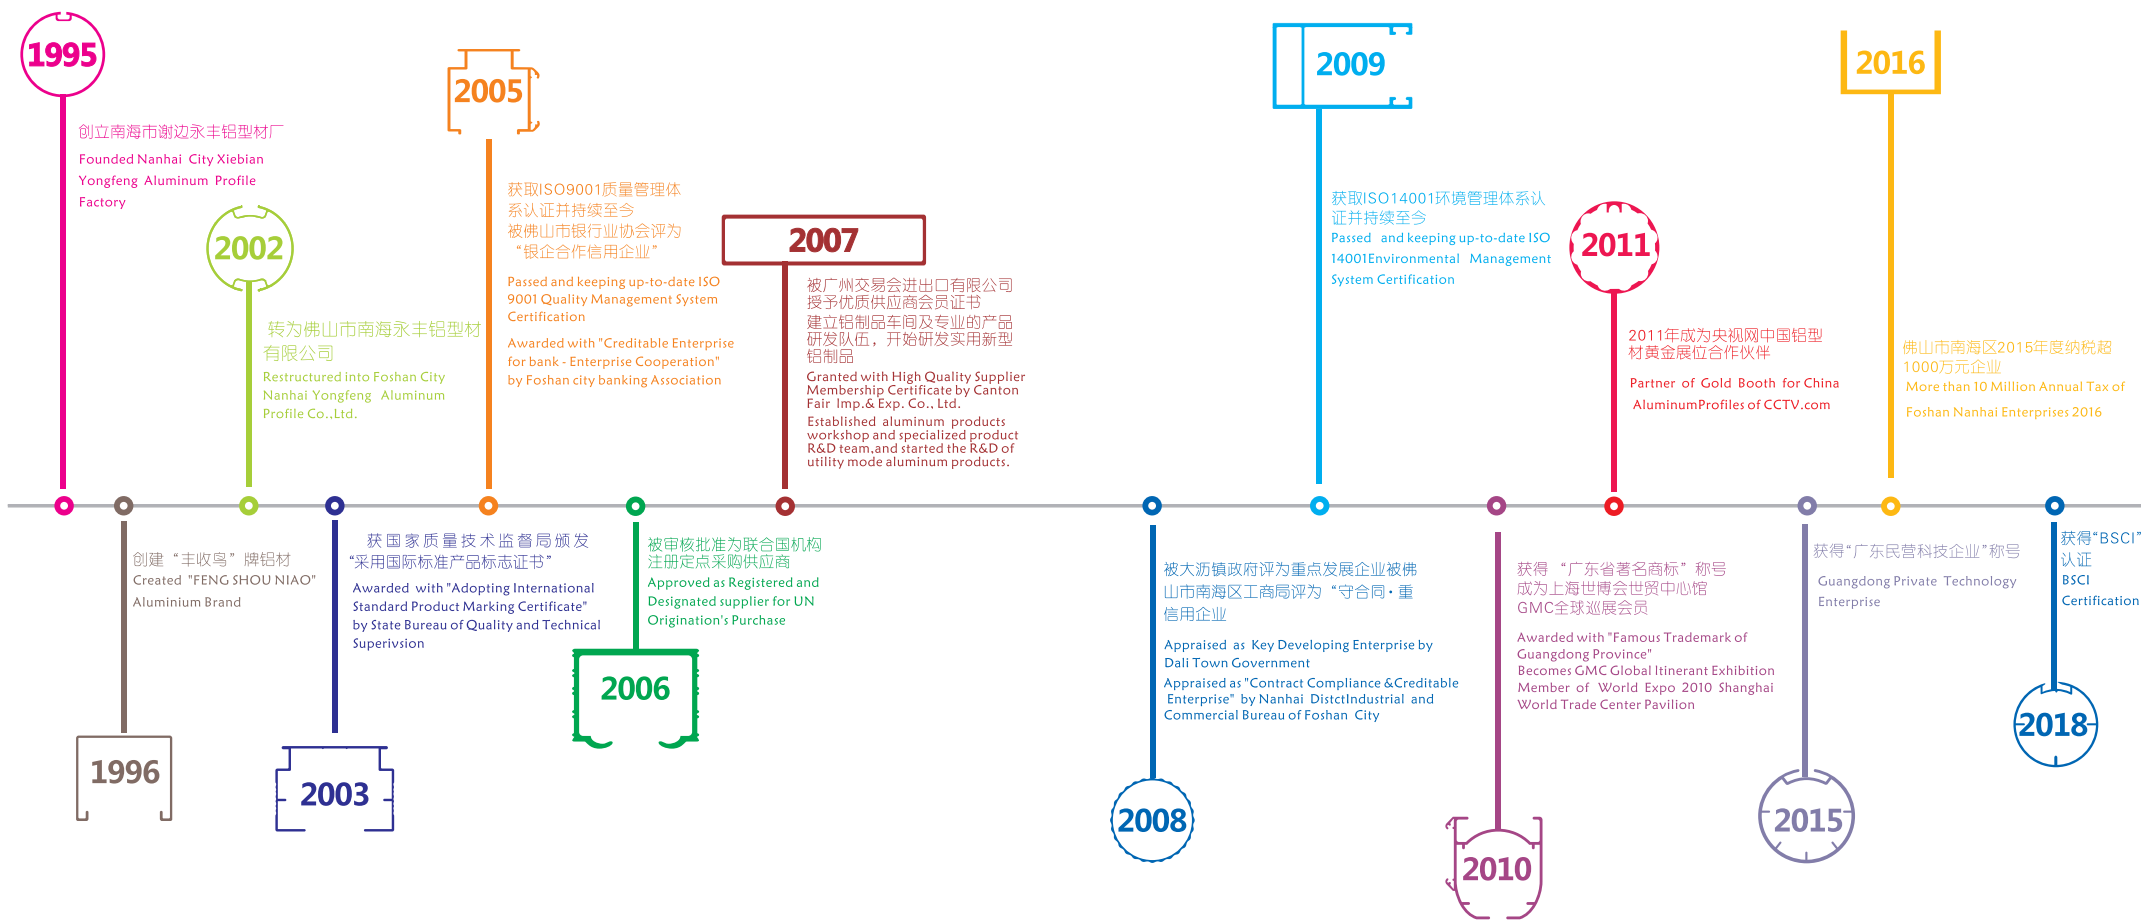 1995
创立南海市谢边永丰铝型材厂
Founded Nanhai City Xiebian
Yongfeng Aluminum Profile
Factory
1996
创建“丰收鸟”牌铝材
Created "FENG SHOU NIAO"
Aluminium Brand
2002
转为佛山市南海永丰铝型材
有限公司
Restructured into Foshan City
Nanhai Yongfeng Aluminum
Profile Co.,Ltd.
2003
获国家质量技术监督局颁发
“采用国际标准产品标志证书”
Awarded with "Adopting International
Standard Product Marking Certificate"
by State Bureau of Quality and Technical
Superivsion
2005
获取ISO9001质量管理体
系认证并持续至今
被佛山市银行业协会评为
“银企合作信用企业”
Passed and keeping up-to-date ISO
9001 Quality Management System
Certification
Awarded with "Creditable Enterprise
for bank - Enterprise Cooperation"
by Foshan city banking Association
2006
被审核批准为联合国机构
注册定点采购供应商
Approved as Registered and
Designated supplier for UN
Origination's Purchase
2007
被广州交易会进出口有限公司
授予优质供应商会员证书
建立铝制品车间及专业的产品
研发队伍，开始研发实用新型
铝制品
Granted with High Quality Supplier
Membership Certificate by Canton
Fair Imp.& Exp. Co., Ltd.
Established aluminum products
workshop and specialized product
R&D team,and started the R&D of
utility mode aluminum products.
2008
被大沥镇政府评为重点发展企业被佛
山市南海区工商局评为“守合同·重
信用企业
Appraised as Key Developing Enterprise by
Dali Town Government
Appraised as "Contract Compliance &Creditable
Enterprise" by Nanhai DistctIndustrial and
Commercial Bureau of Foshan City
2009
获取ISO14001环境管理体系认
证并持续至今
Passed and keeping up-to-date ISO
14001Environmental Management
System Certification
2010
获得“广东省著名商标”称号
成为上海世博会世贸中心馆
GMC全球巡展会员
Awarded with "Famous Trademark of
Guangdong Province"
Becomes GMC Global Itinerant Exhibition
Member of World Expo 2010 Shanghai
World Trade Center Pavilion
2011
2011年成为央视网中国铝型
材黄金展位合作伙伴
Partner of Gold Booth for China
AluminumProfiles of CCTV.com
2015
获得“广东民营科技企业”称号
Guangdong Private Technology
Enterprise
2016
佛山市南海区2015年度纳税超
1000万元企业
More than 10 Million Annual Tax of
Foshan Nanhai Enterprises 2016
2018
获得“BSCI”
认证
BSCI
Certification